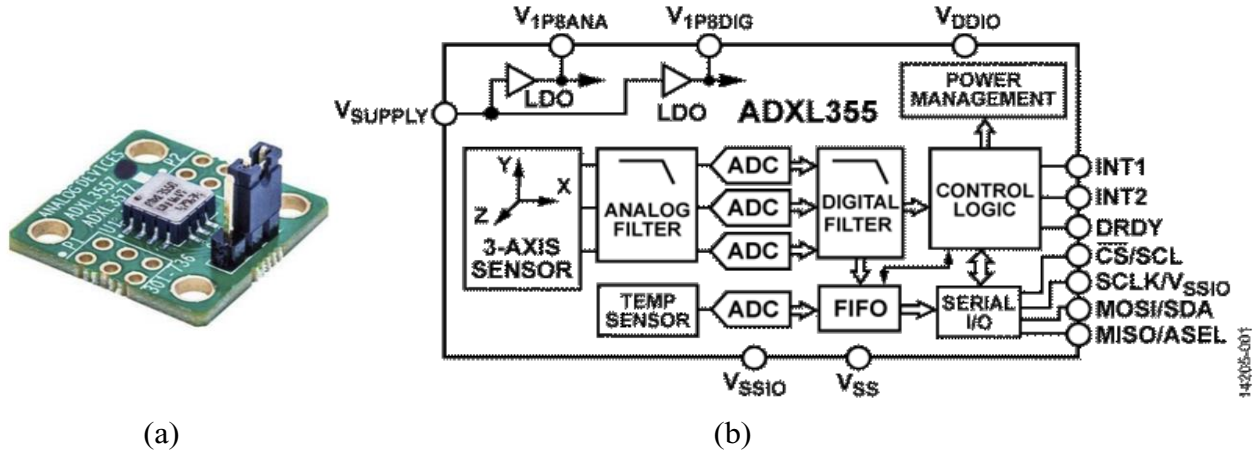 V1P8ANA
V1P8DIG
VDDIO
LDO
LDO
ADXL355
POWER
MANAGEMENT
VSUPPLY
ANALOG DEVICES
P2
P1
301-736
Y
X
Z
3-AXIS
SENSOR
ANALOG
FILTER
ADC
ADC
ADC
DIGITAL
FILTER
CONTROL
LOGIC
INT1
INT2
DRDY
CS/SCL
SCLK/VSSIO
MOSI/SDA
MISO/ASEL
TEMP
SENSOR
ADC
FIFO
SERIAL
I/O
VSSIO
VSS
14205-001
(a)
(b)